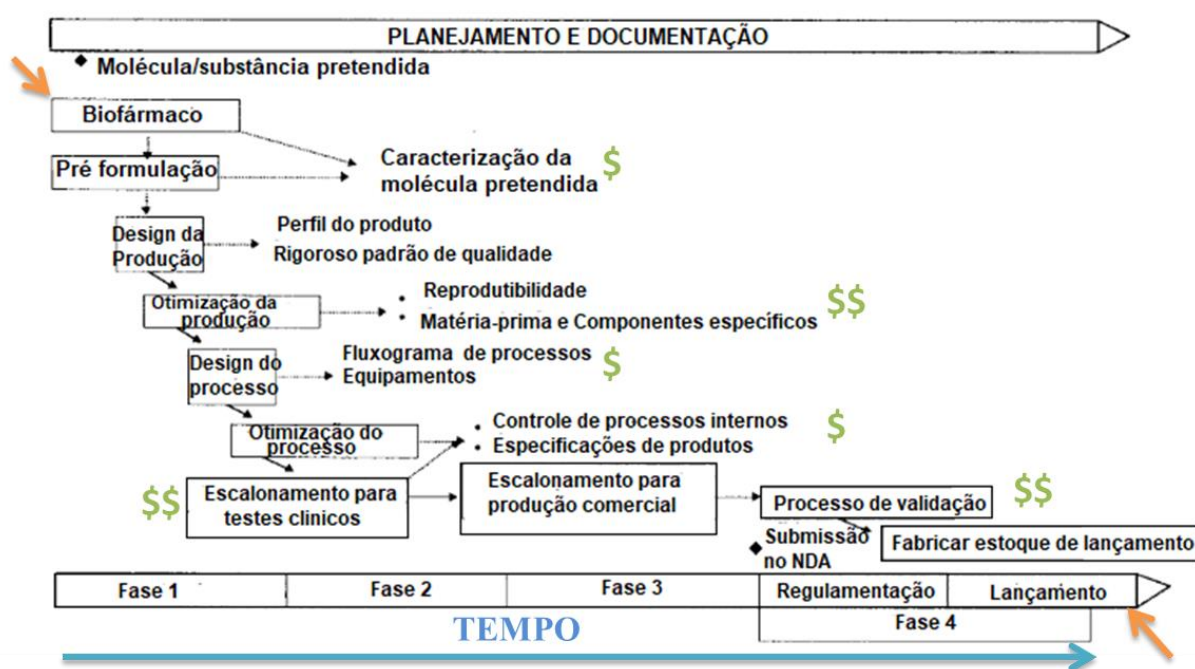 PLANEJAMENTO E DOCUMENTAÇÃO
Molécula/substância pretendida
Biofármaco
Pré formulação
Caracterização da
molécula pretendida
$
Design da
Produção
Perfil do produto
Rigoroso padrão de qualidade
Otimização da
produção
Reprodutibilidade
Matéria-prima e Componentes específicos
$$
Design do
processo
Fluxograma de processos
Equipamentos
$
Otimização do
processo
Controle de processos internos
Especificações de produtos
$
$$
Escalonamento para
testes clínicos
Escalonamento para
produção comercial
Processo de validação
$$
Submissão
no NDA
Fabricar estoque de lançamento
Fase 1
Fase 2
Fase 3
Regulamentação
Lançamento
Fase 4
TEMPO